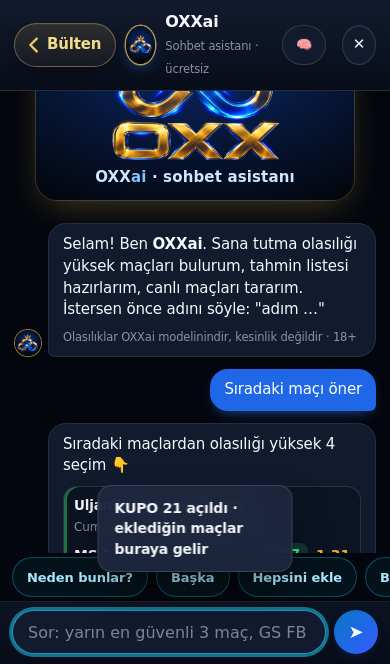 OXXai
Bülten
Sohbet asistanı ·
ücretsiz
OXX
OXXai · sohbet asistanı
Selam! Ben OXXai. Sana tutma olasılığı
yüksek maçları bulurum, tahmin listesi
hazırlarım, canlı maçları tararım.
İstersen önce adını söyle: "adım ..."
Olasılıklar OXXai modelinindir, kesinlik değildir · 18+
Sıradaki maçı öner
Sıradaki maçlardan olasılığı yüksek 4
seçim 👇
KUPO 21 açıldı ·
eklediğin maçlar
buraya gelir
Neden bunlar?
Başka
Hepsini ekle
Sor: yarın en güvenli 3 maç, GS FB